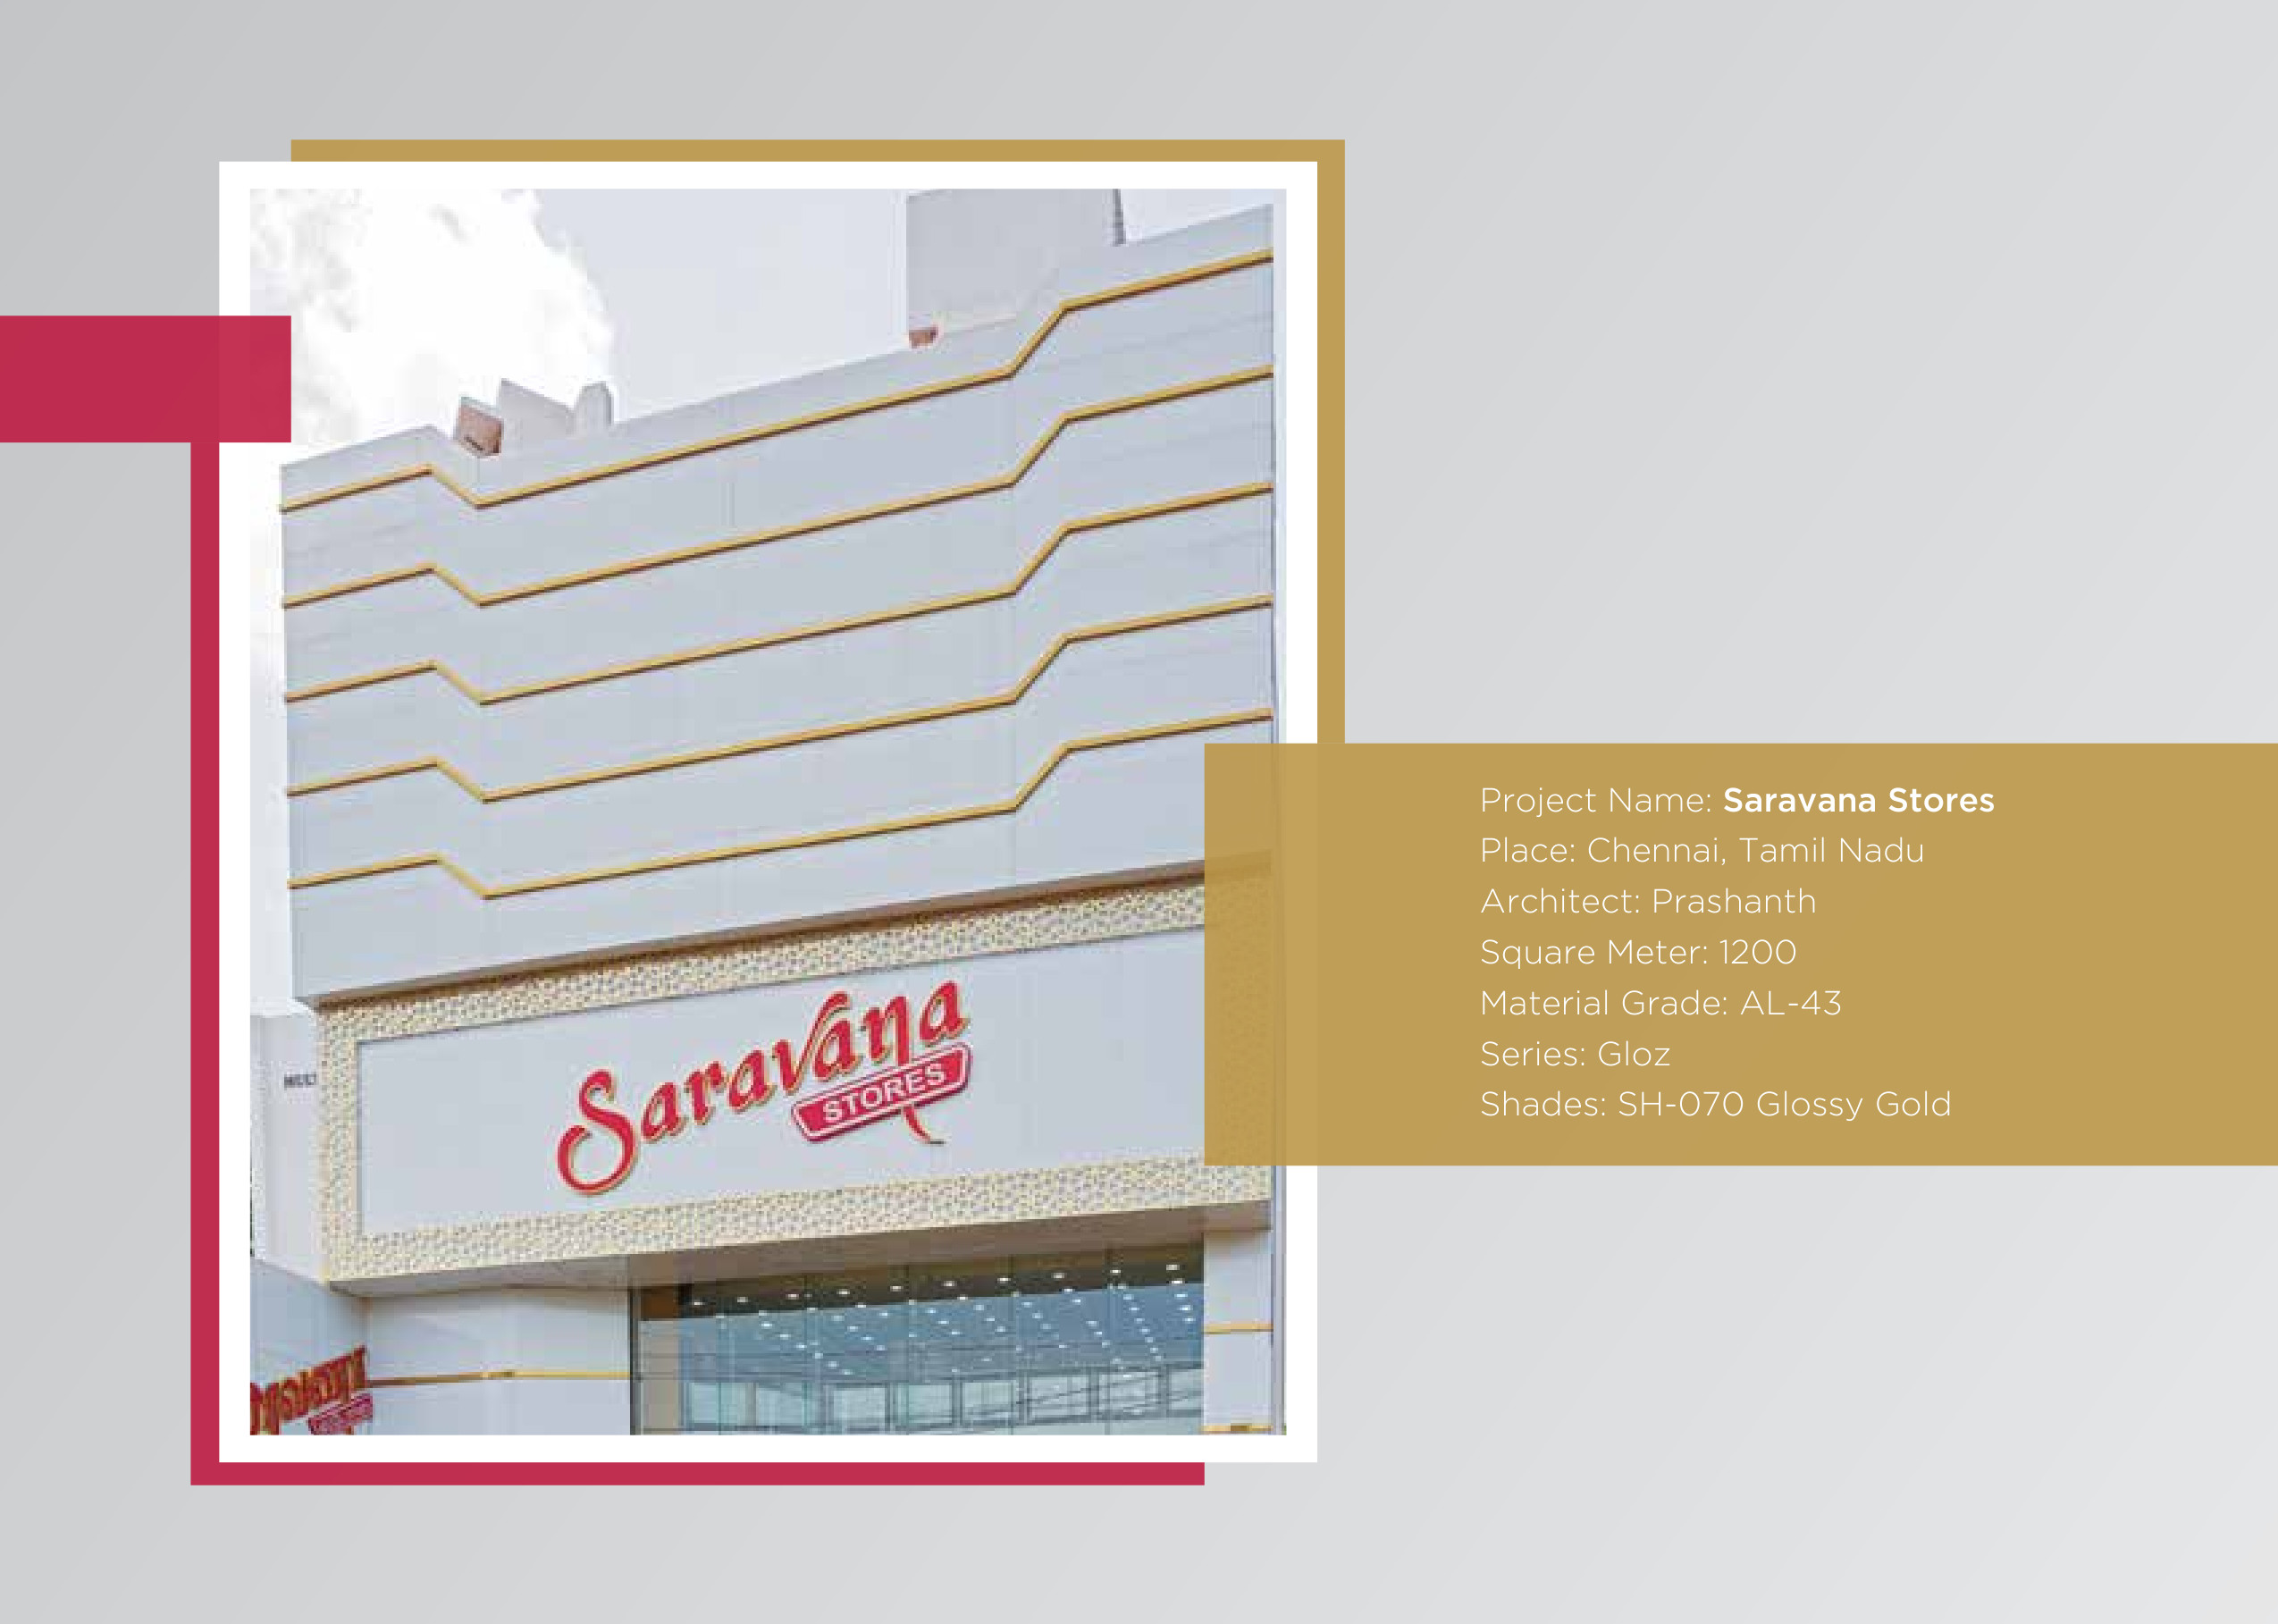 Saravana
STORES
Project Name: Saravana Stores
Place: Chennai, Tamil Nadu
Architect: Prashanth
Square Meter: 1200
Material Grade: AL-43
Series: Gloz
Shades: SH-070 Glossy Gold